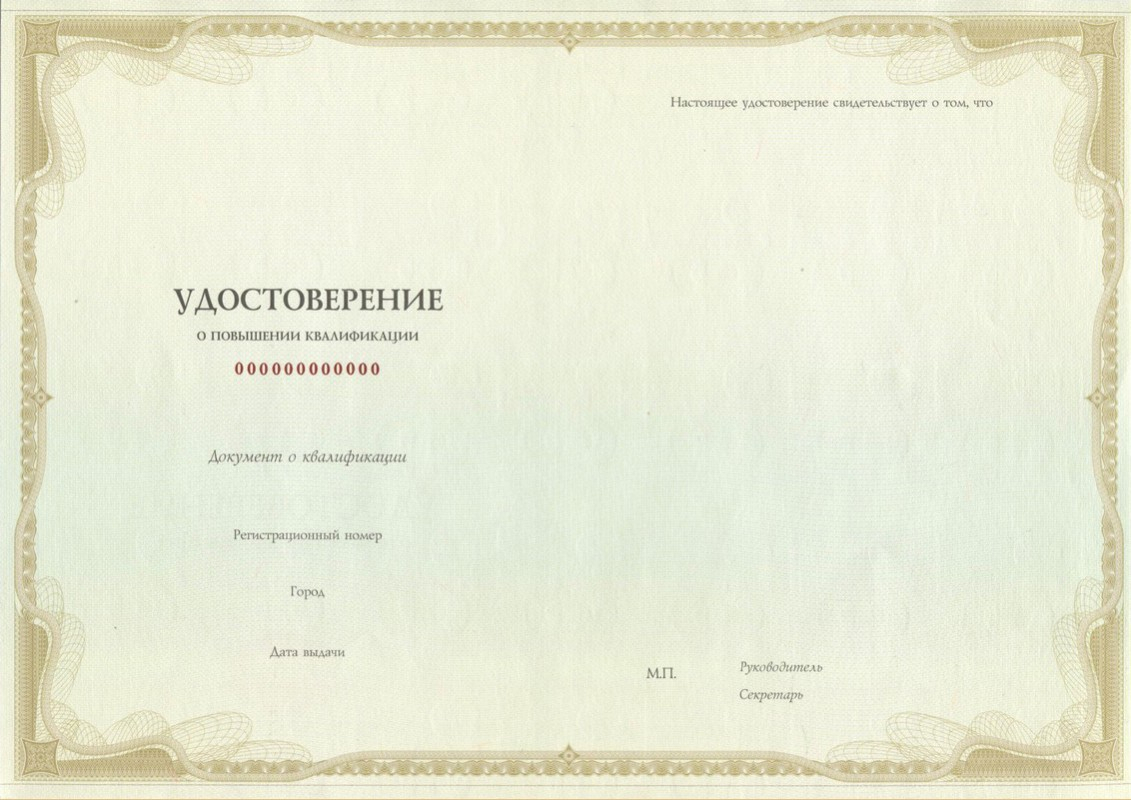 УДОСТОВЕРЕНИЕ
О ПОВЫШЕНИИ КВАЛИФИКАЦИИ
000000000000
Документ о квалификации
Регистрационный номер
Город
Дата выдачи
Настоящее удостоверение свидетельствует о том, что
М.П.
Руководитель
Секретарь